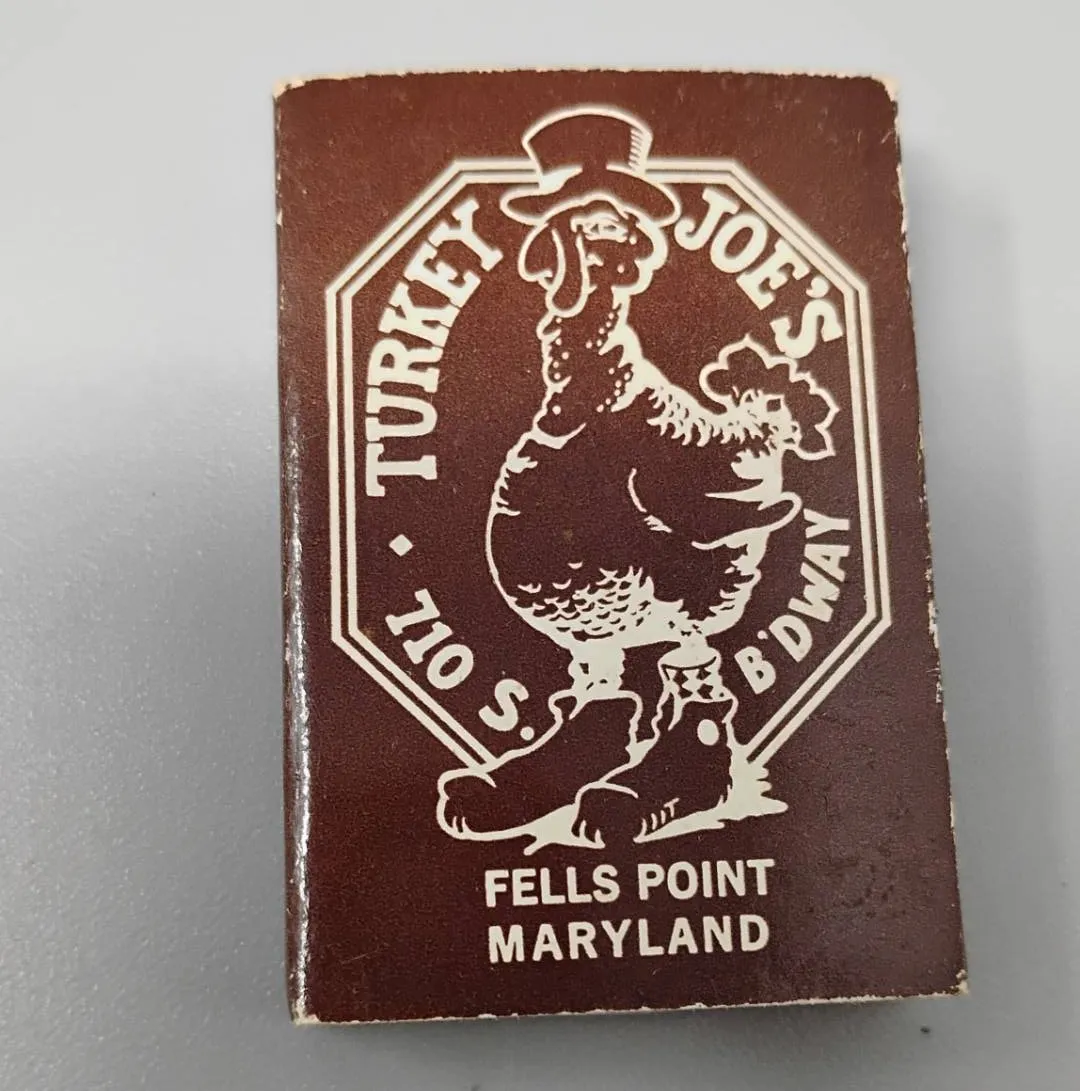 TURKEY JOE'S
• 710 S. B'DWAY
FELLS POINT
MARYLAND